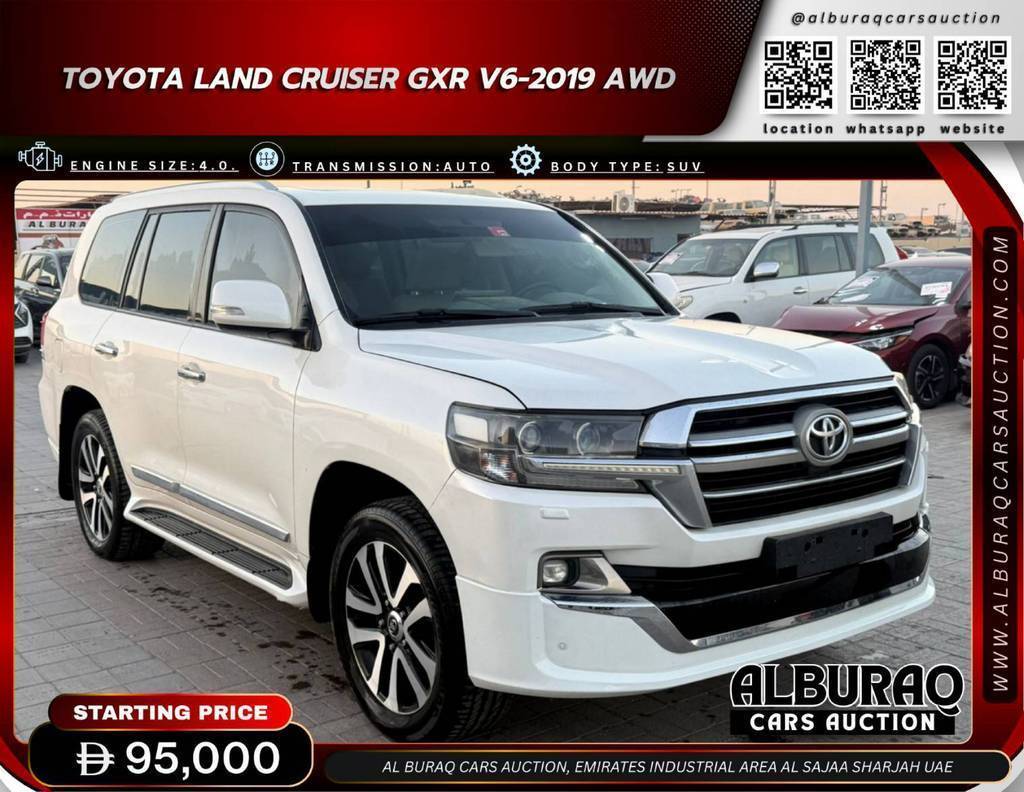 @alburaqcarsauction
TOYOTA LAND CRUISER GXR V6-2019 AWD
location whatsapp website
ENGINE SIZE:4.0. TRANSMISSION:AUTO BODY TYPE: SUV
ALBURA
WWW.ALBURAQCARSAUCTION.COM
ALBURAQ
CARS AUCTION
STARTING PRICE
95,000
AL BURAQ CARS AUCTION, EMIRATES INDUSTRIAL AREA AL SAJAA SHARJAH UAE